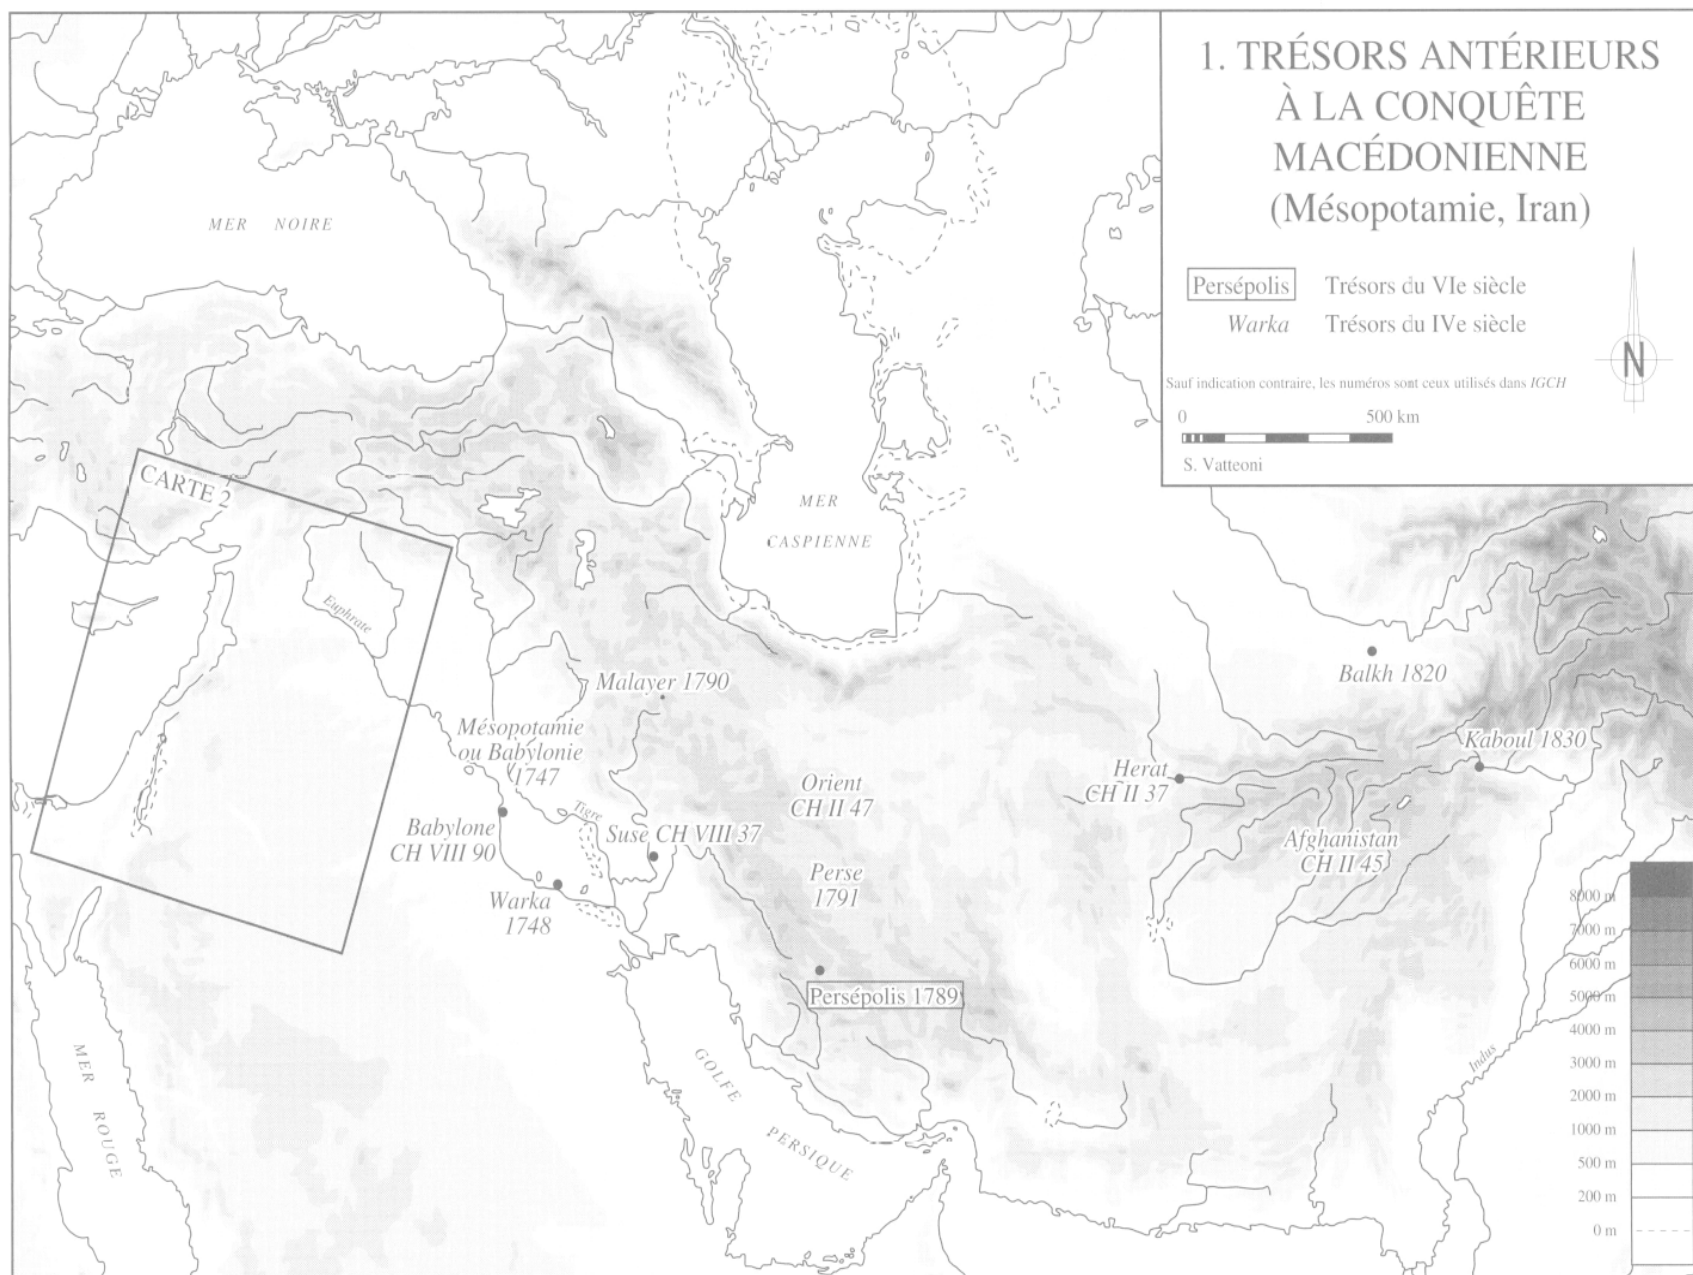 1. TRÉSORS ANTÉRIEURS
À LA CONQUÊTE
MACÉDONIENNE
(Mésopotamie, Iran)
Persépolis Trésors du VIe siècle
Warka Trésors du IVe siècle
Sauf indication contraire, les numéros sont ceux utilisés dans IGCH
0 500 km
S. Vatteoni
N
MER NOIRE
CARTE 2
MER
CASPIENNE
Euphrate
Malayer 1790
Mésopotamie
ou Babylonie
1747
Tigre
Babylone
CH VIII 90
Suse CH VIII 37
Warka
1748
Orient
CH II 47
Perse
1791
Persépolis 1789
Herat
CH II 37
Balkh 1820
Kaboul 1830
Afghanistan
CH II 45
Indus
MER ROUGE
GOLFE
PERSIQUE
8000 m
7000 m
6000 m
5000 m
4000 m
3000 m
2000 m
1000 m
500 m
200 m
0 m